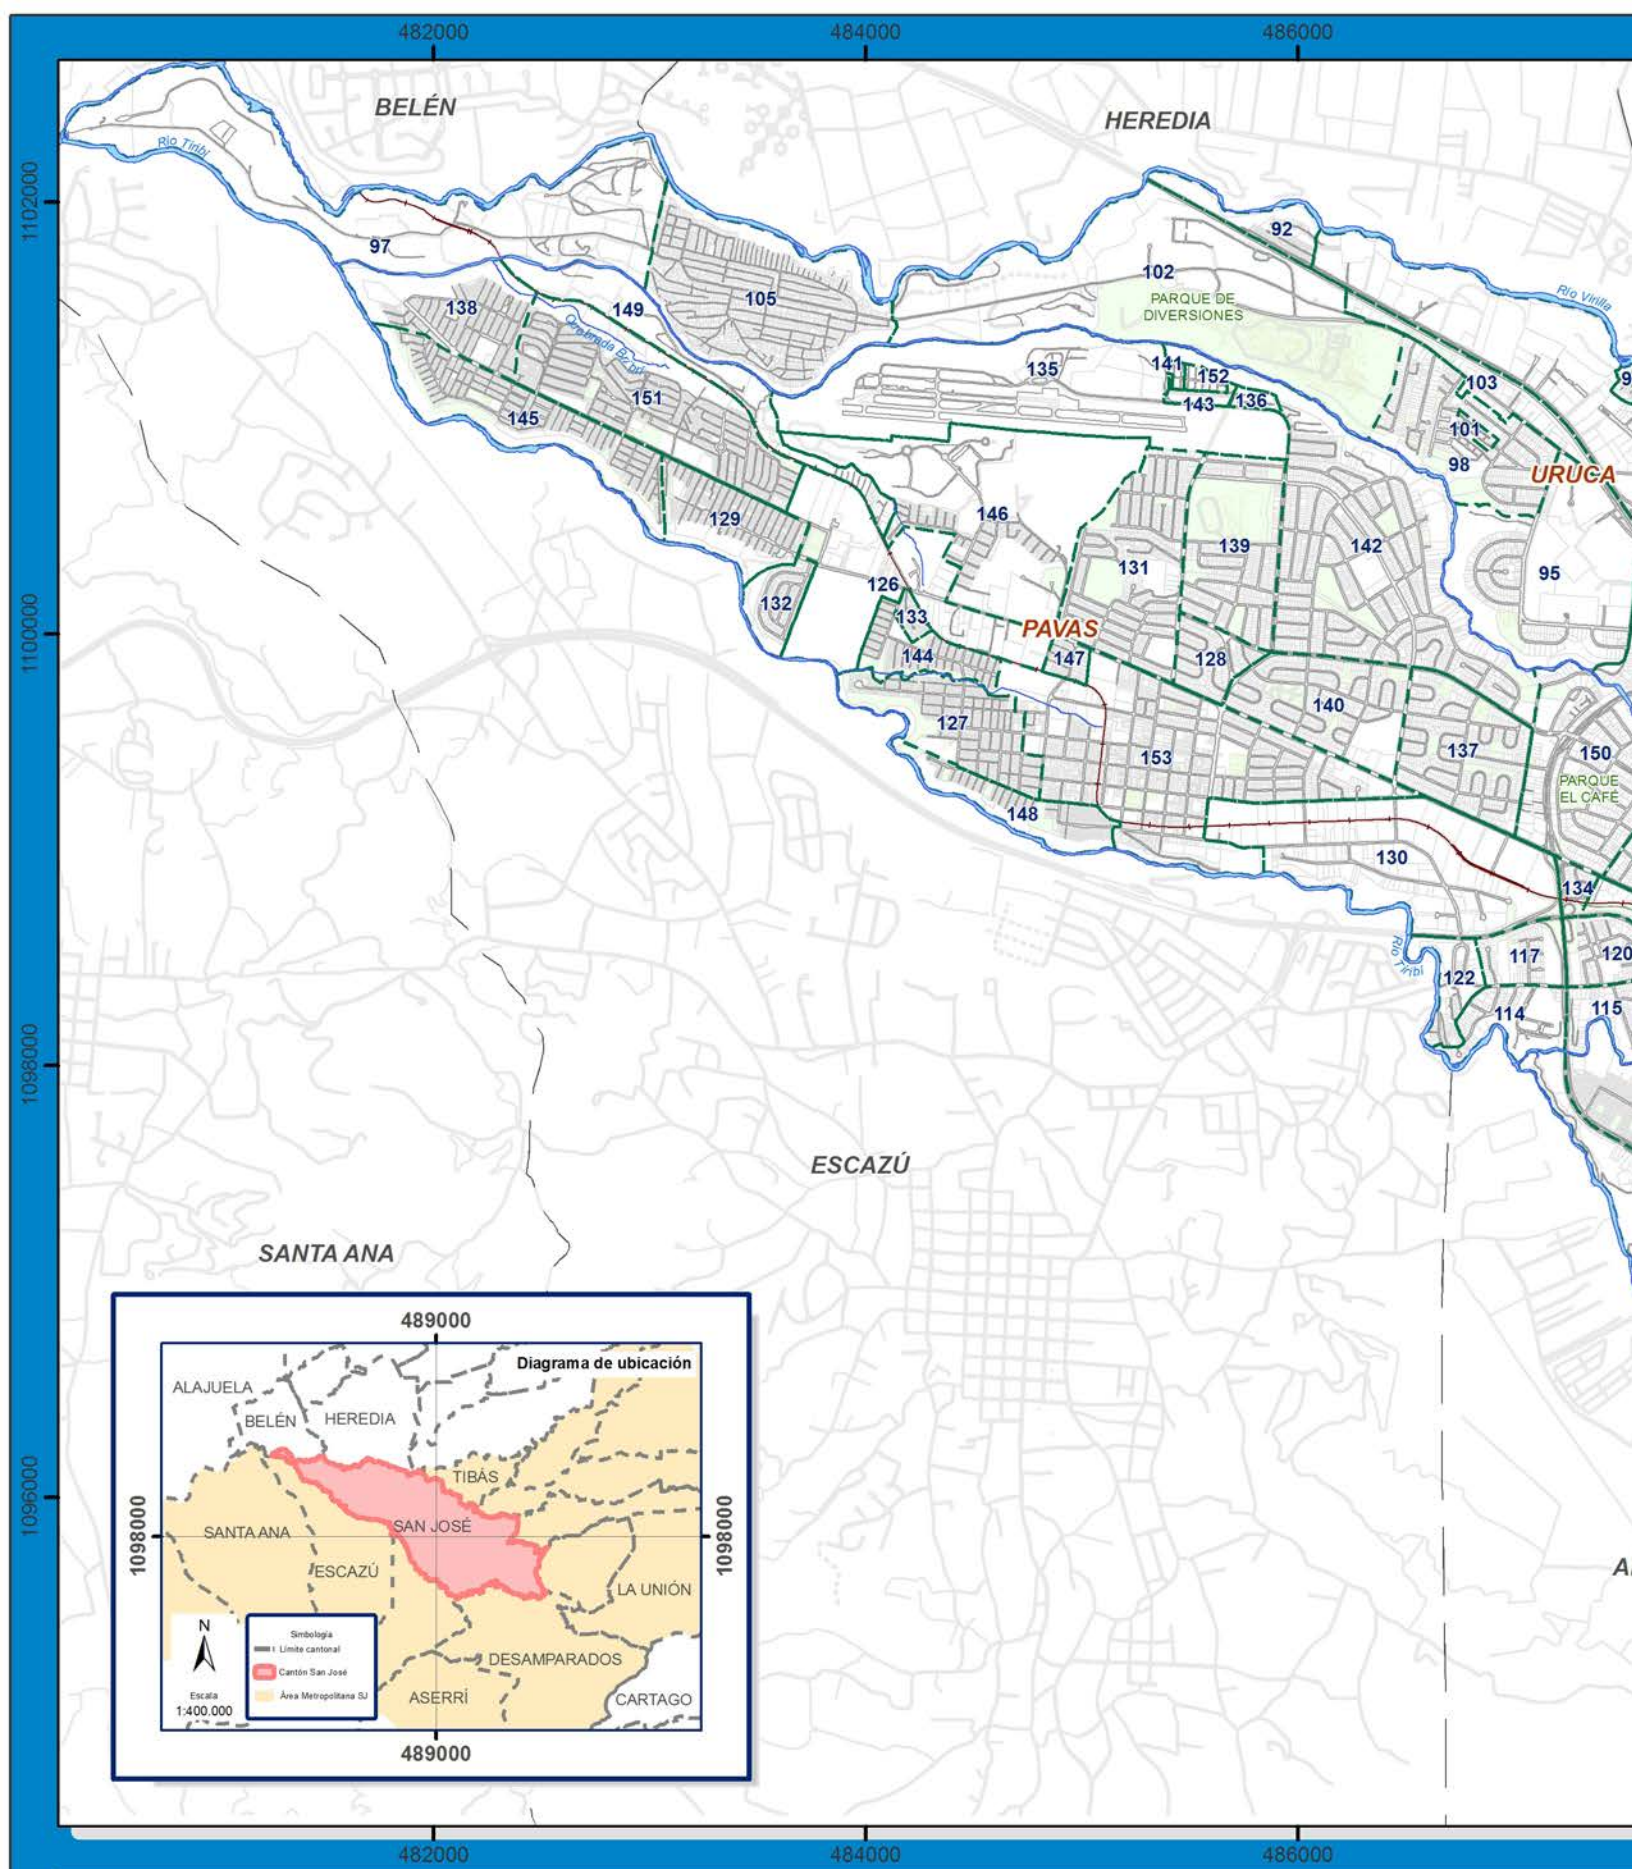 482000
484000
486000
BELÉN
HEREDIA
Río Tiribí
1102000
92
97
102
Río Virilla
PARQUE DE
DIVERSIONES
105
138
149
Quebrada Bribrí
141
135
152
103
143
136
151
145
101
98
URUCA
129
146
139
142
131
95
126
132
133
1100000
PAVAS
144
147
128
140
127
137
150
153
PARQUE
EL CAFÉ
148
130
134
Río Tiribí
117
120
122
114
115
1098000
ESCAZÚ
SANTA ANA
1096000
489000
Diagrama de ubicación
ALAJUELA
BELÉN
HEREDIA
TIBÁS
SANTA ANA
SAN JOSÉ
1098000
1098000
ESCAZÚ
LA UNIÓN
N
Escala
1:400.000
Simbología
Límite cantonal
Cantón San José
Área Metropolitana SJ
DESAMPARADOS
ASERRÍ
CARTAGO
489000
482000
484000
486000